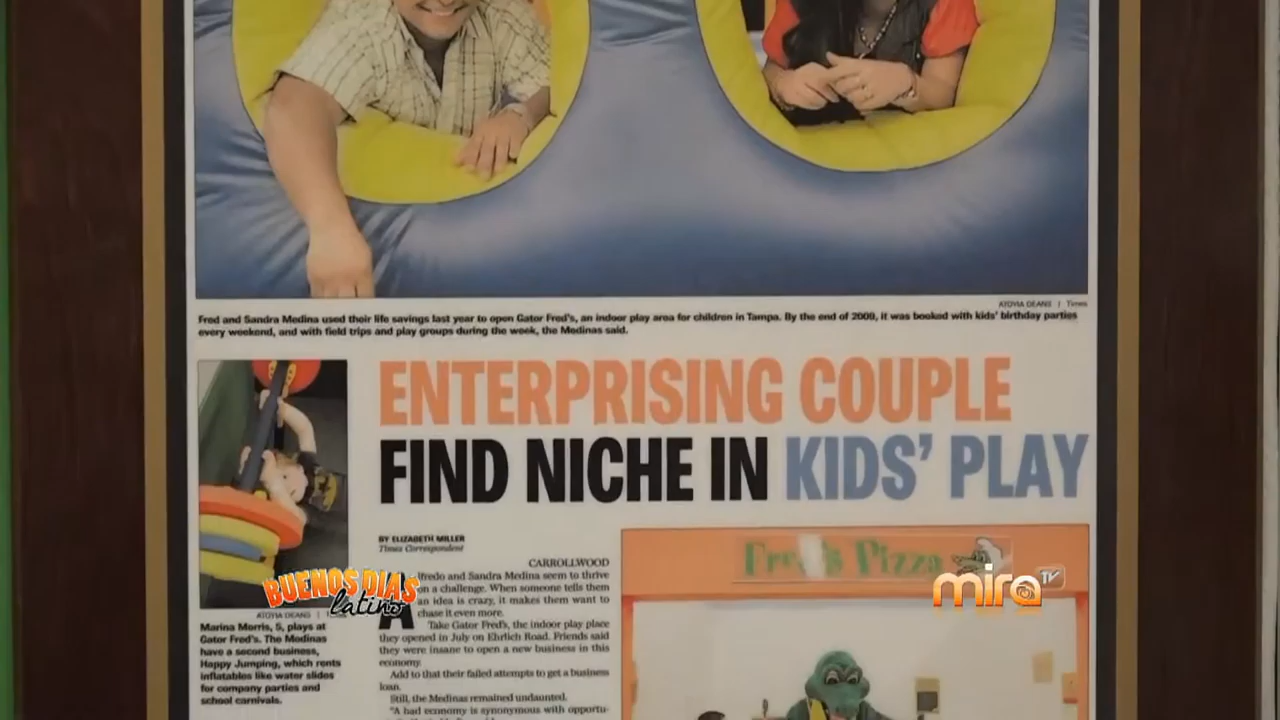 ATOYIA DEANS | Times
Fred and Sandra Medina used their life savings last year to open Gator Fred's, an indoor play area for children in Tampa. By the end of 2009, it was booked with kids' birthday parties
every weekend, and with field trips and play groups during the week, the Medinas said.
ENTERPRISING COUPLE
FIND NICHE IN KIDS' PLAY
BY ELIZABETH MILLER
Times Correspondent
CARROLLWOOD
Alfredo and Sandra Medina seem to thrive
on a challenge. When someone tells them
an idea is crazy, it makes them want to
chase it even more.
Take Gator Fred's, the indoor play place
they opened in July on Ehrlich Road. Friends said
they were insane to open a new business in this
economy.
Add to that their failed attempts to get a business
loan.
Still, the Medinas remained undaunted.
"A bad economy is synonymous with opportu-
ATOYIA DEANS |
Marina Morris, 5, plays at
Gator Fred's. The Medinas
have a second business,
Happy Jumping, which rents
inflatables like water slides
for company parties and
school carnivals.
Pizza
BUENOS DIAS
latino
mira TV